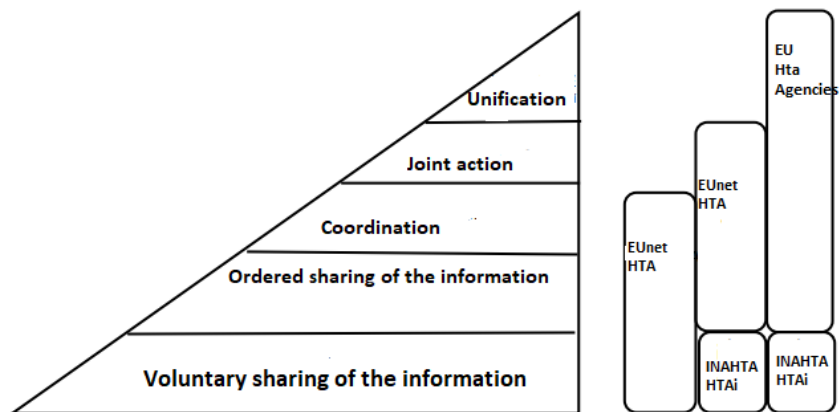 Unification
Joint action
Coordination
Ordered sharing of the information
Voluntary sharing of the information
EUnet
HTA
EUnet
HTA
INAHTA
HTAi
EU
Hta
Agencies
INAHTA
HTAi